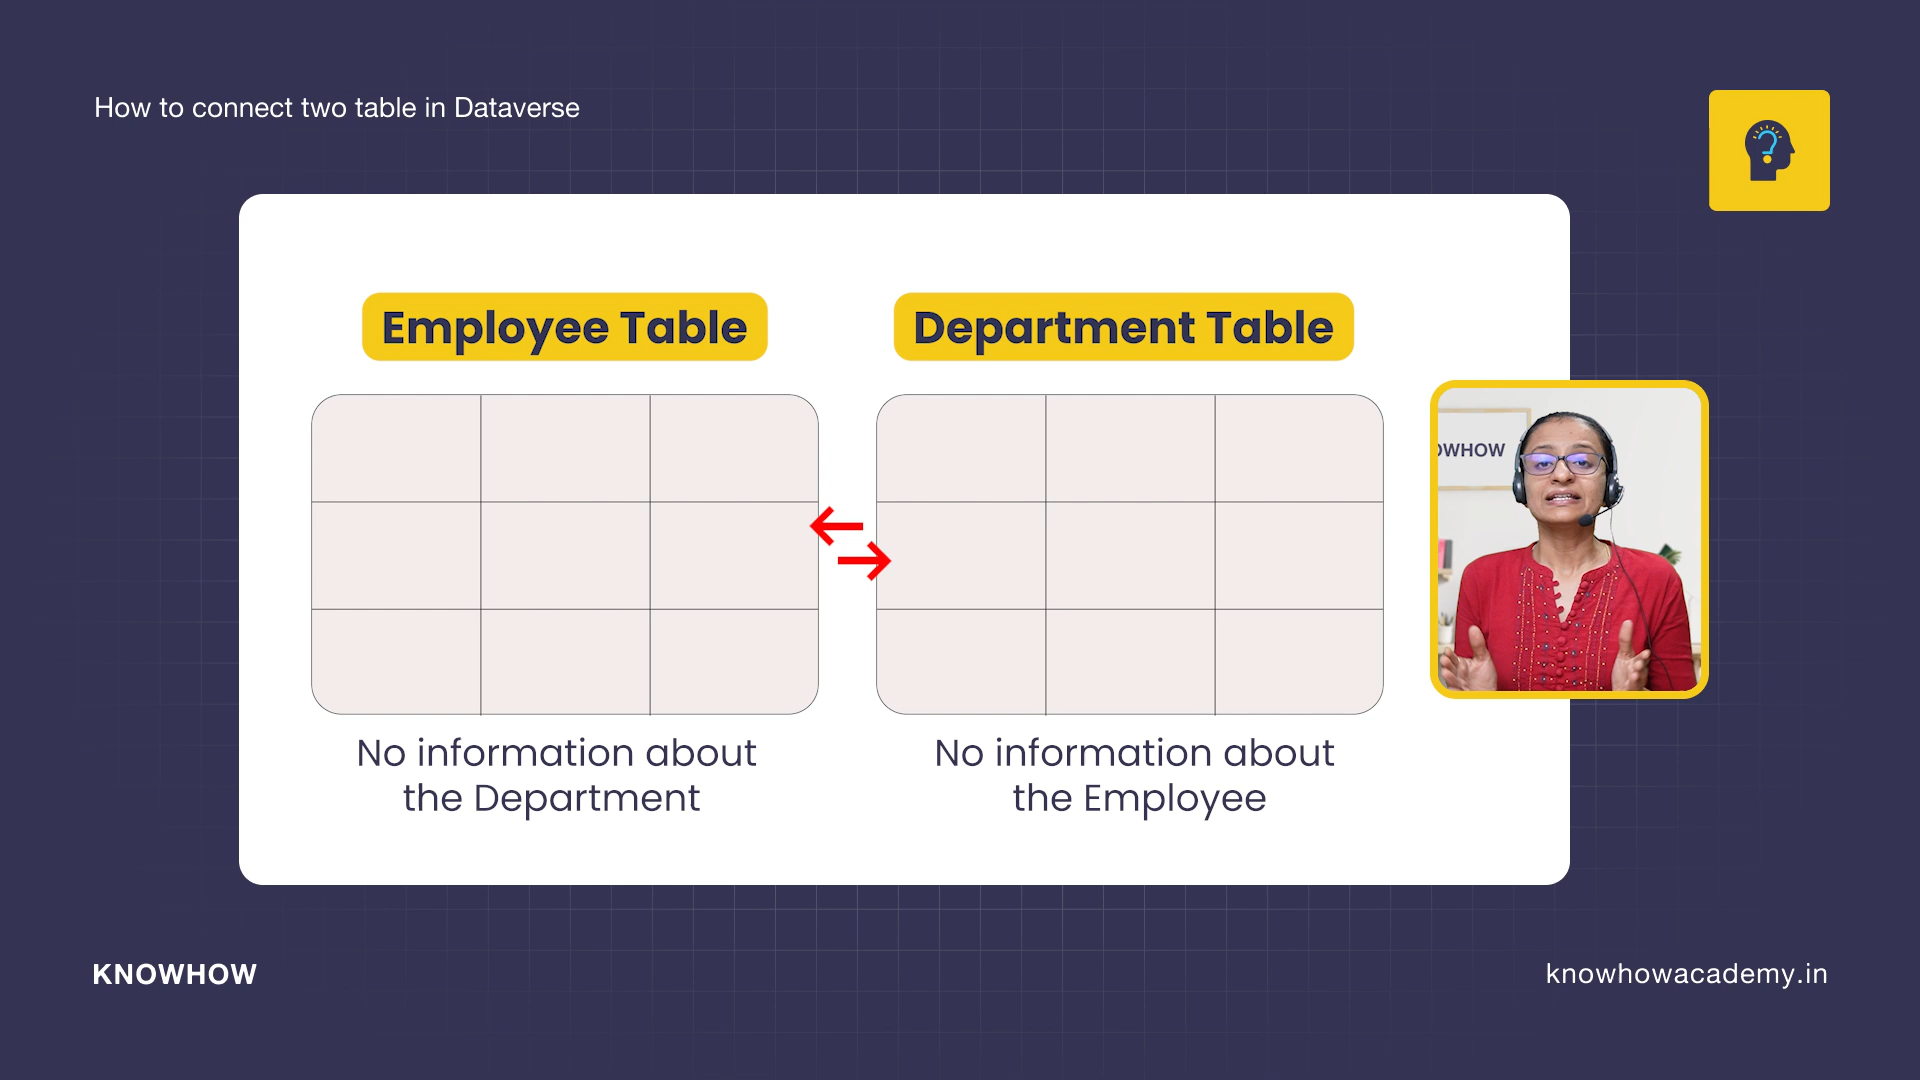 How to connect two table in Dataverse
Employee Table
Department Table
OWHOW
No information about
the Department
No information about
the Employee
KNOWHOW
knowhowacademy.in